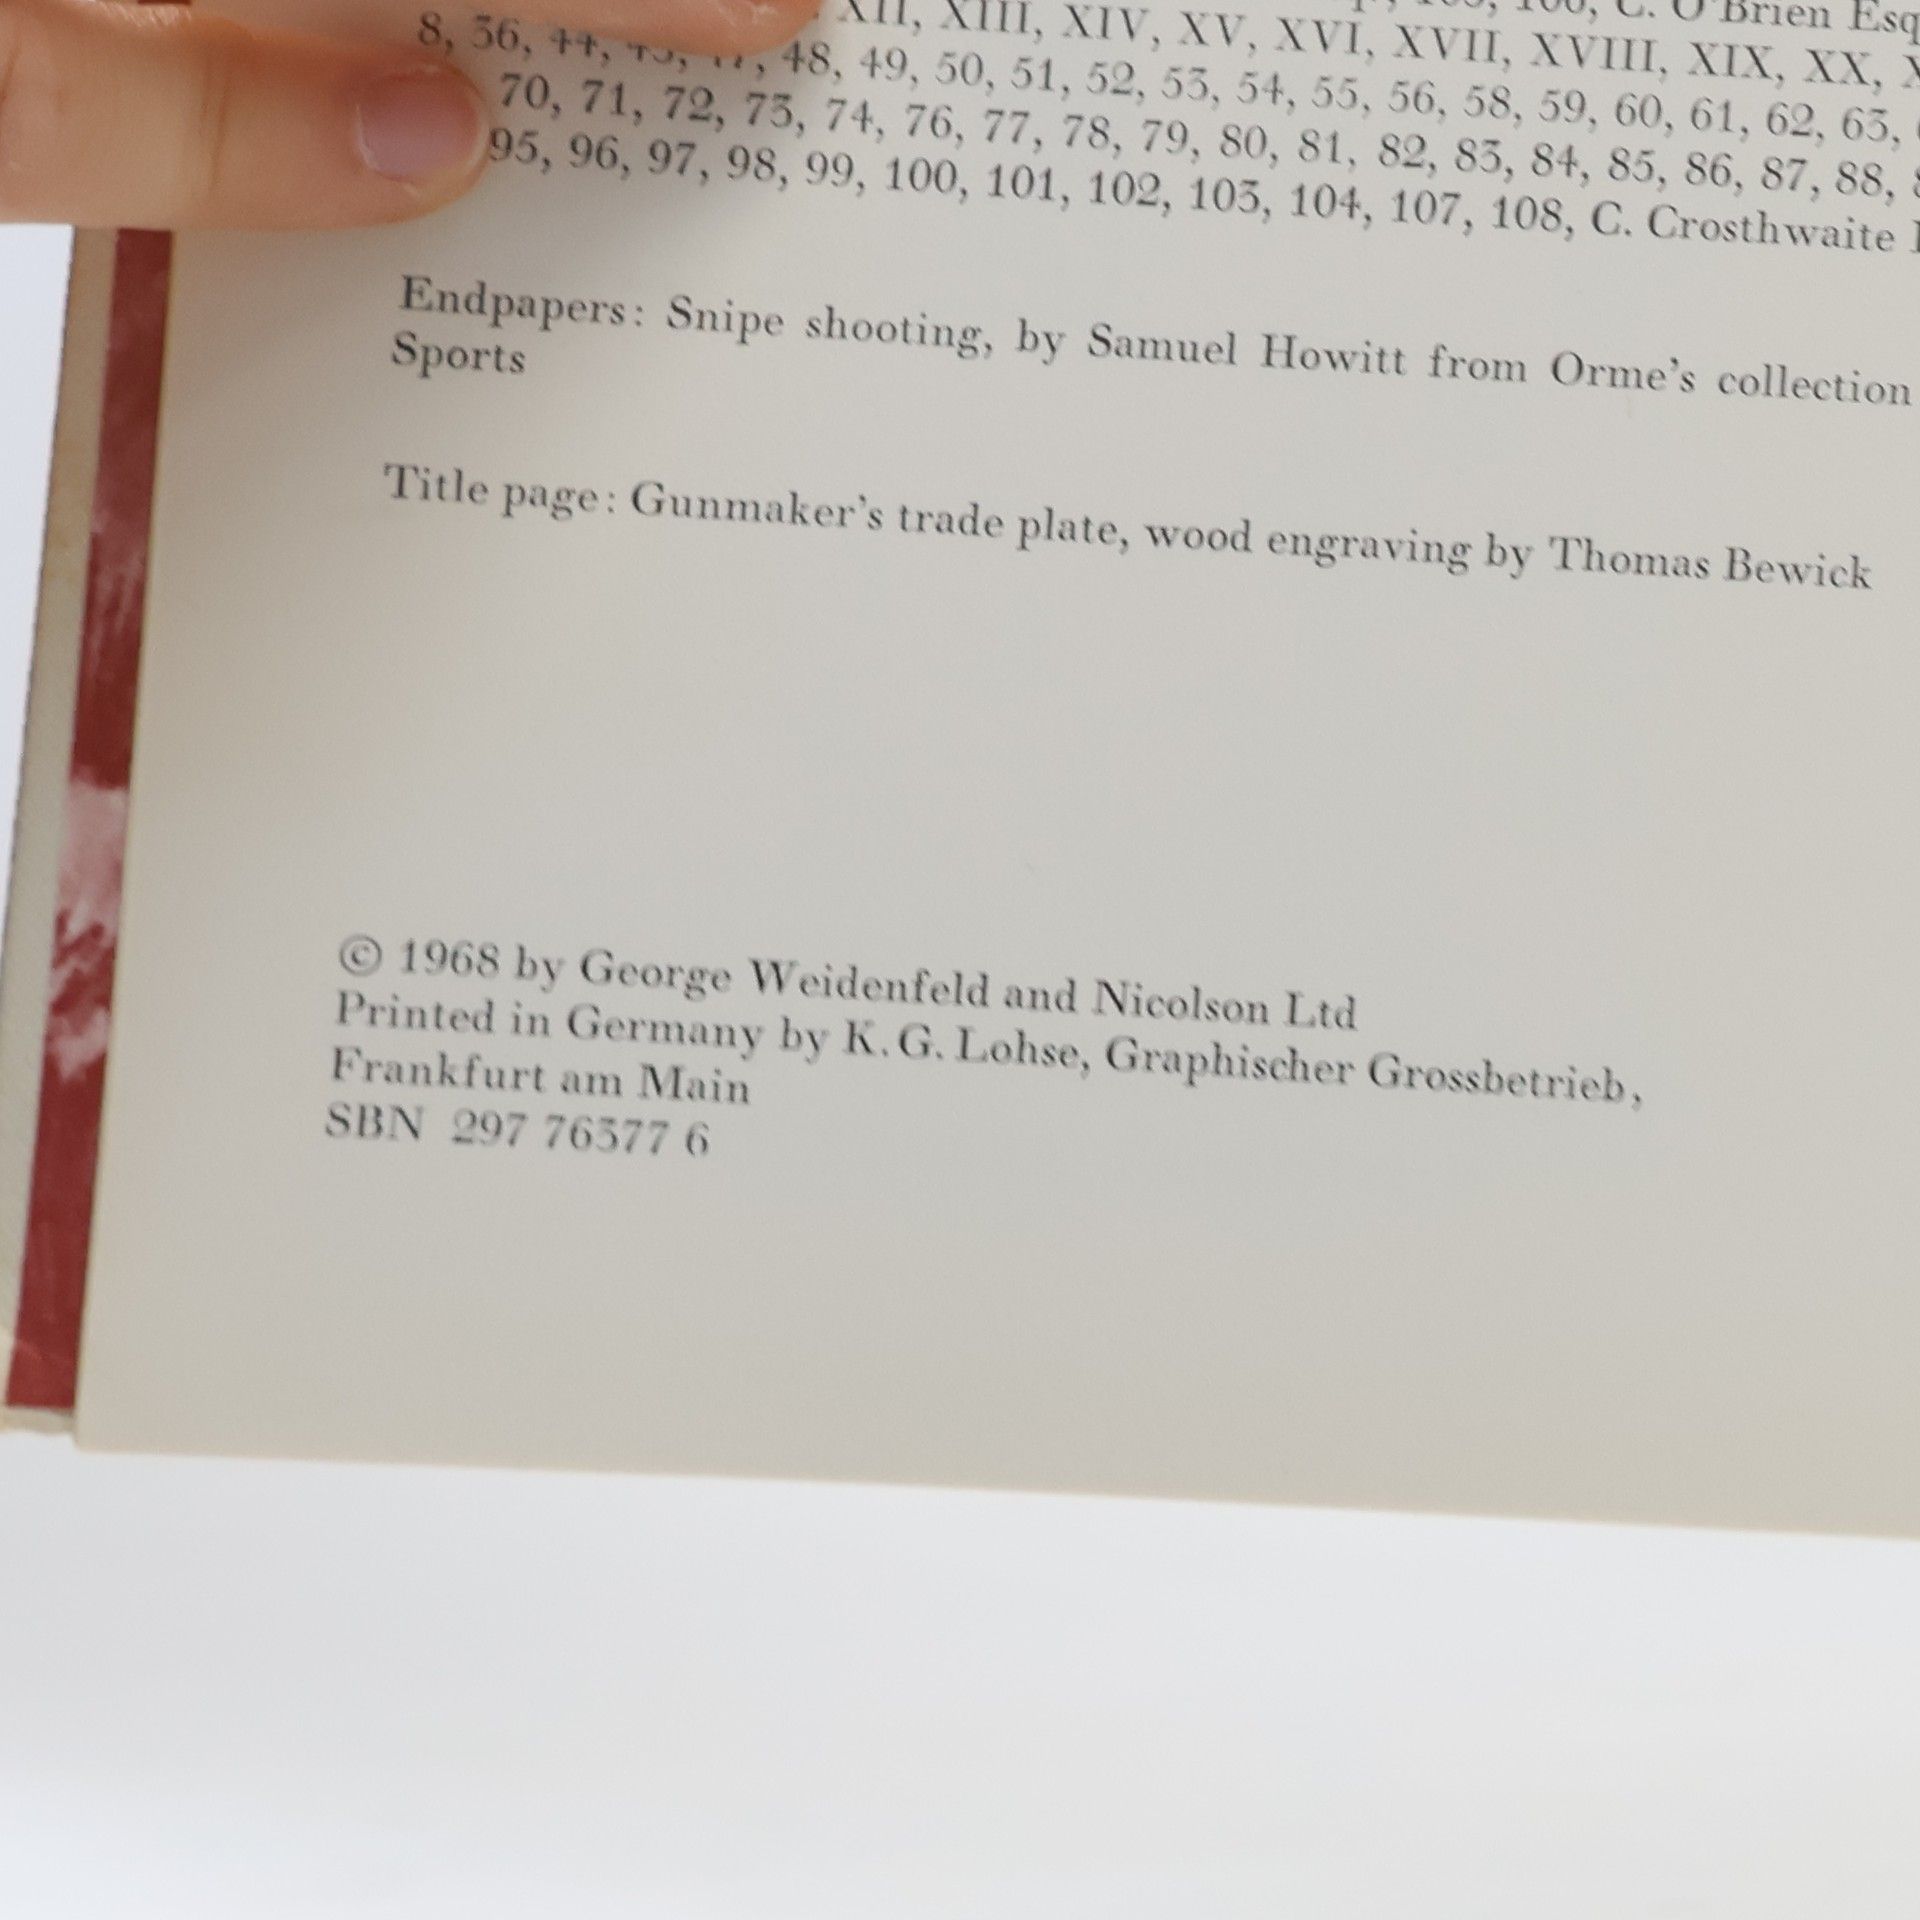 C. O'Brien Esq
XII, XIII, XIV, XV, XVI, XVII, XVIII, XIX, XX,
8, 36, 44, 48, 49, 50, 51, 52, 53, 54, 55, 56, 58, 59, 60, 61, 62, 63,
70, 71, 72, 73, 74, 76, 77, 78, 79, 80, 81, 82, 83, 84, 85, 86, 87, 88,
95, 96, 97, 98, 99, 100, 101, 102, 103, 104, 107, 108, C. Crosthwaite
Endpapers: Snipe shooting, by Samuel Howitt from Orme's collection
Sports
Title page: Gunmaker's trade plate, wood engraving by Thomas Bewick
© 1968 by George Weidenfeld and Nicolson Ltd
Printed in Germany by K. G. Lohse, Graphischer Grossbetrieb,
Frankfurt am Main
SBN 297 76377 6